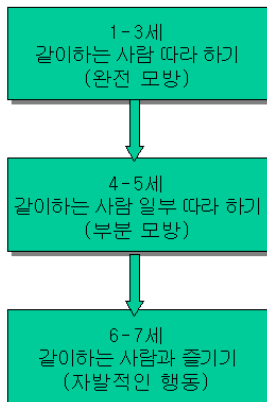 1-3세
같이하는 사람 따라 하기
(완전 모방)
4-5세
같이하는 사람 일부 따라 하기
(부분 모방)
6-7세
같이하는 사람과 즐기기
(자발적인 행동)